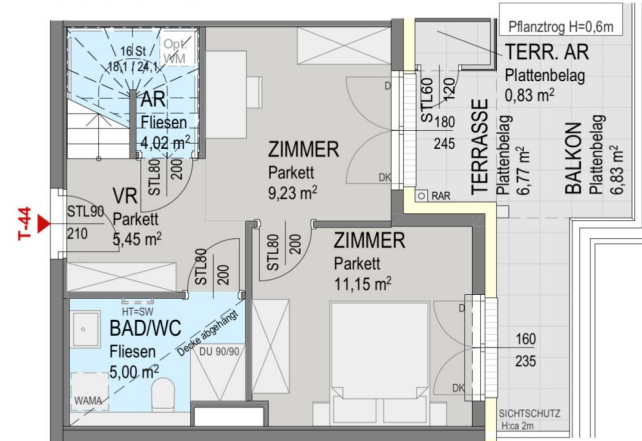 Pflanztrog H=0,6m
16 St
18,1 / 24,1
Opt.
WM
AR
Fliesen
4,02 m²
STL80
200
ZIMMER
Parkett
9,23 m²
D
DK
180
245
STL60
120
TERR. AR
Plattenbelag
0,83 m²
TERRASSE
Plattenbelag
6,77 m²
BALKON
Plattenbelag
6,83 m²
RAR
T-44
STL90
210
VR
Parkett
5,45 m²
STL80
200
STL80
200
ZIMMER
Parkett
11,15 m²
D
DK
160
235
HT=SW
BAD/WC
Fliesen
5,00 m²
Decke abgehängt
DU 90/90
WAMA
SICHTSCHUTZ
H:ca 2m